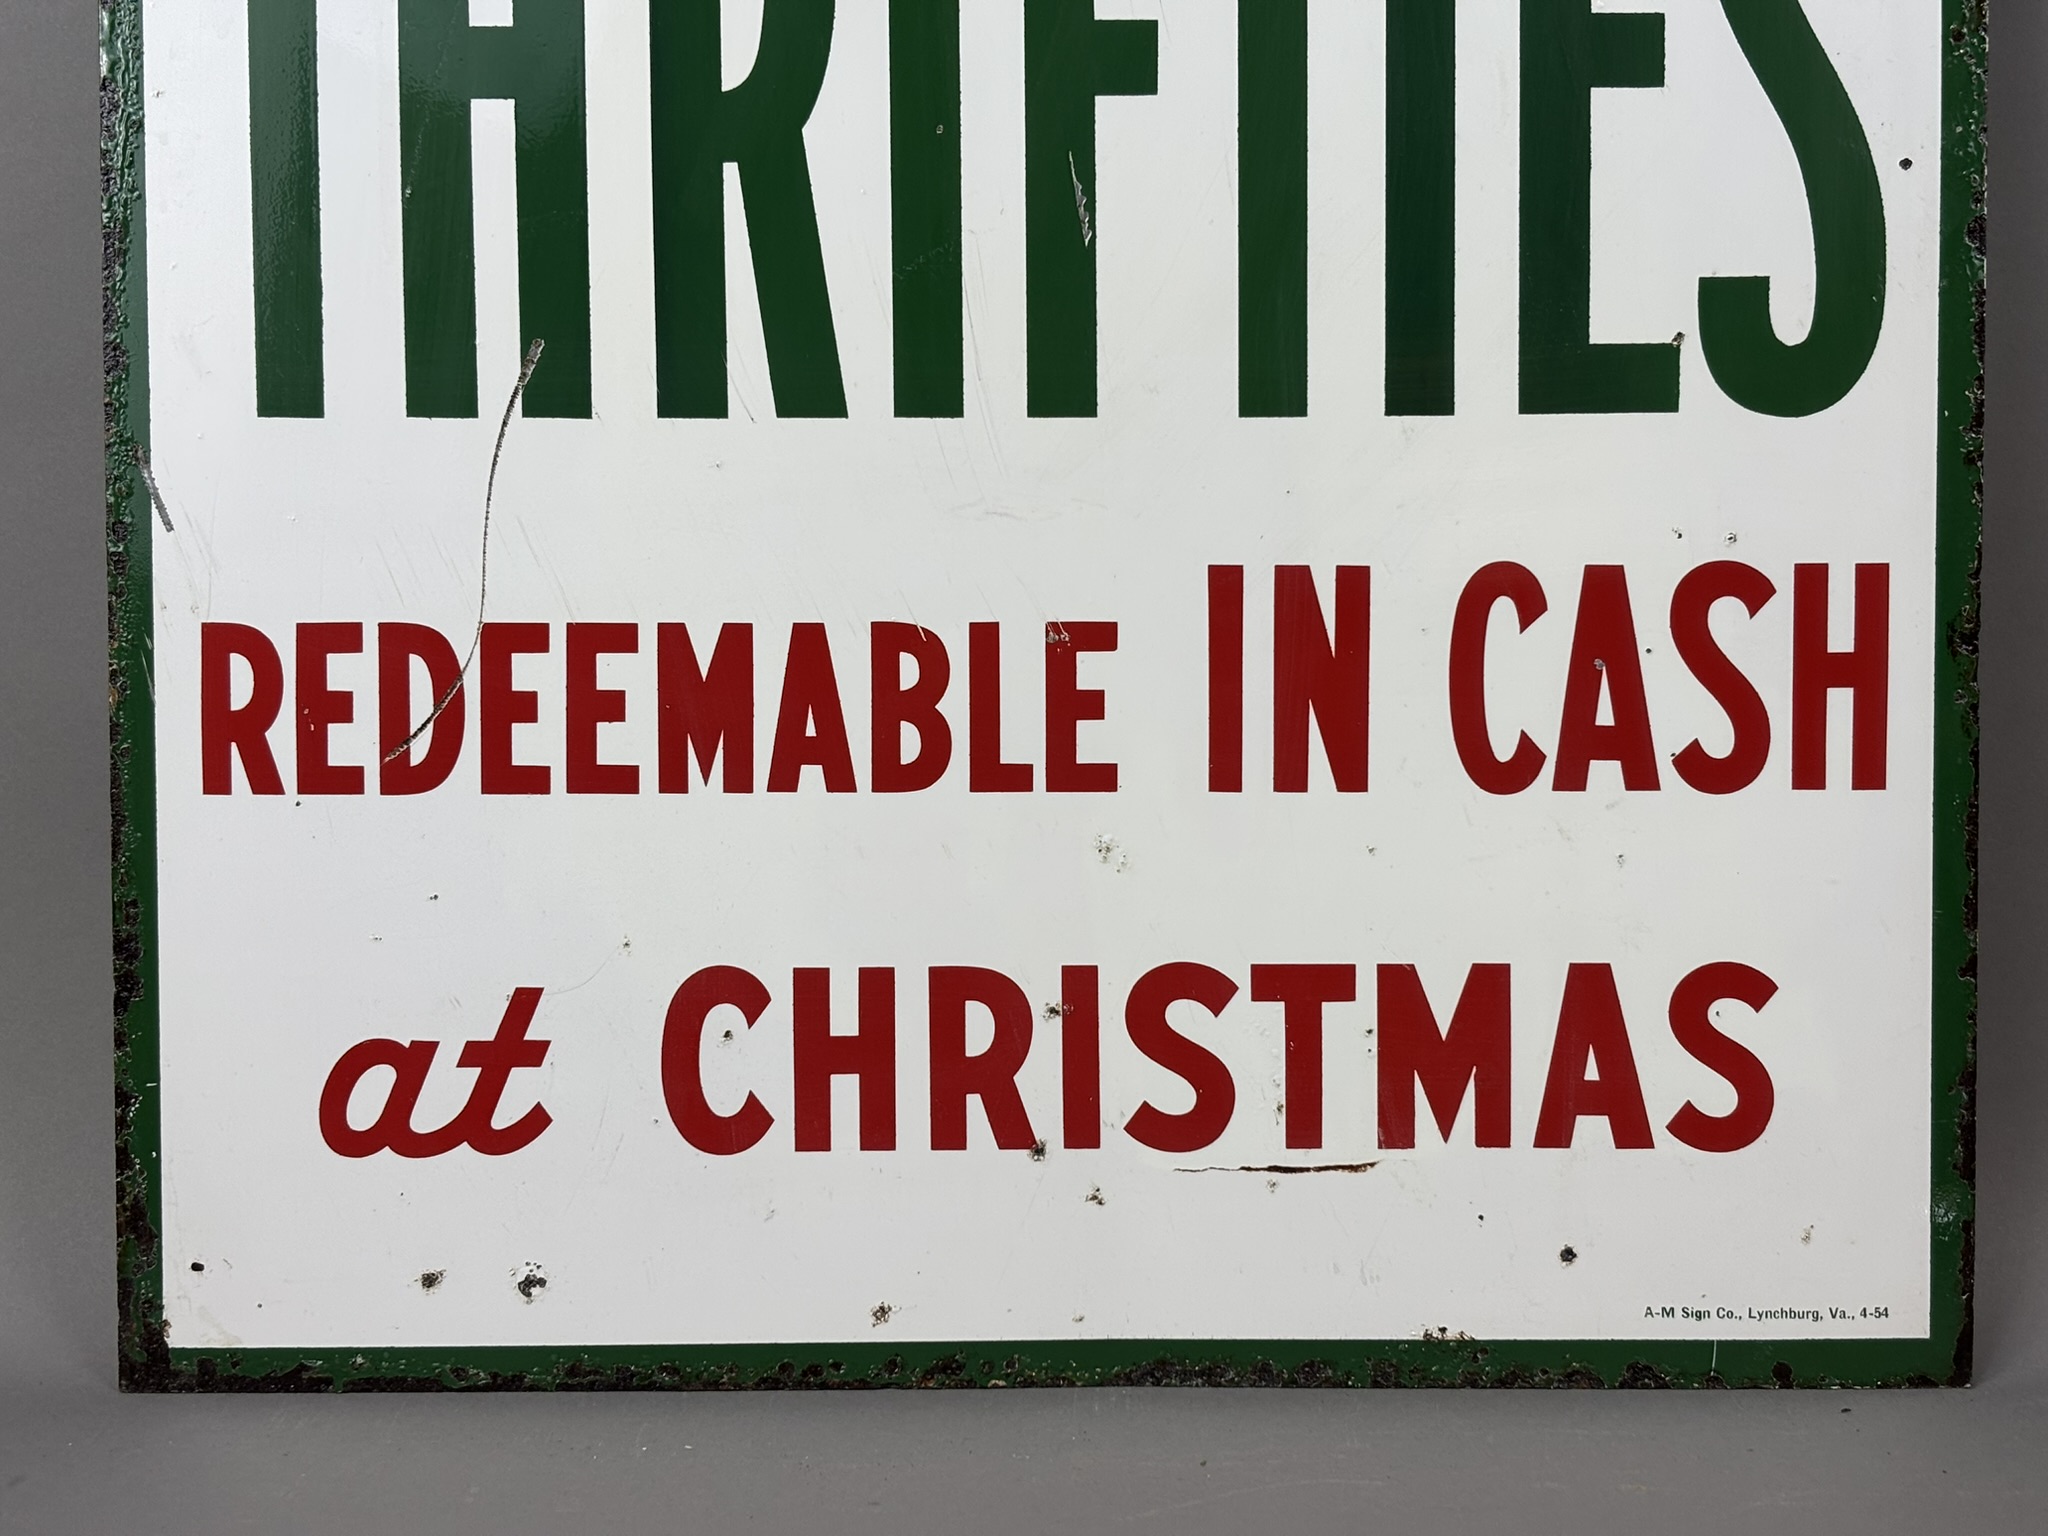 THRIFTIES
REDEEMABLE IN CASH
at CHRISTMAS
A-M Sign Co., Lynchburg, Va., 4-54